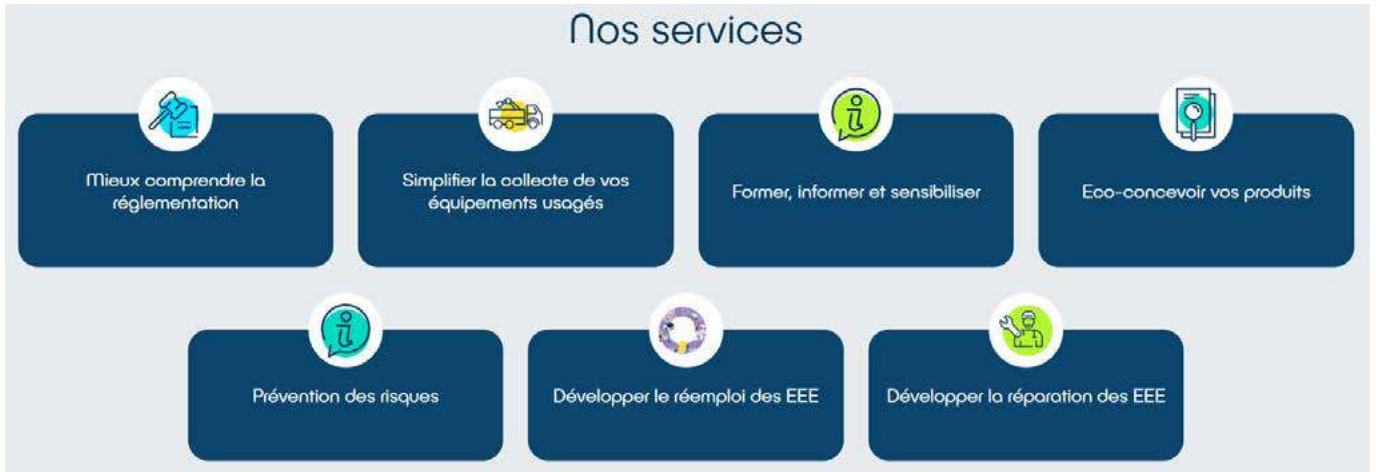 Nos services
Mieux comprendre la
réglementation
Simplifier la collecte de vos
équipements usagés
Former, informer et sensibiliser
Eco-concevoir vos produits
Prévention des risques
Développer le réemploi des EEE
Développer la réparation des EEE